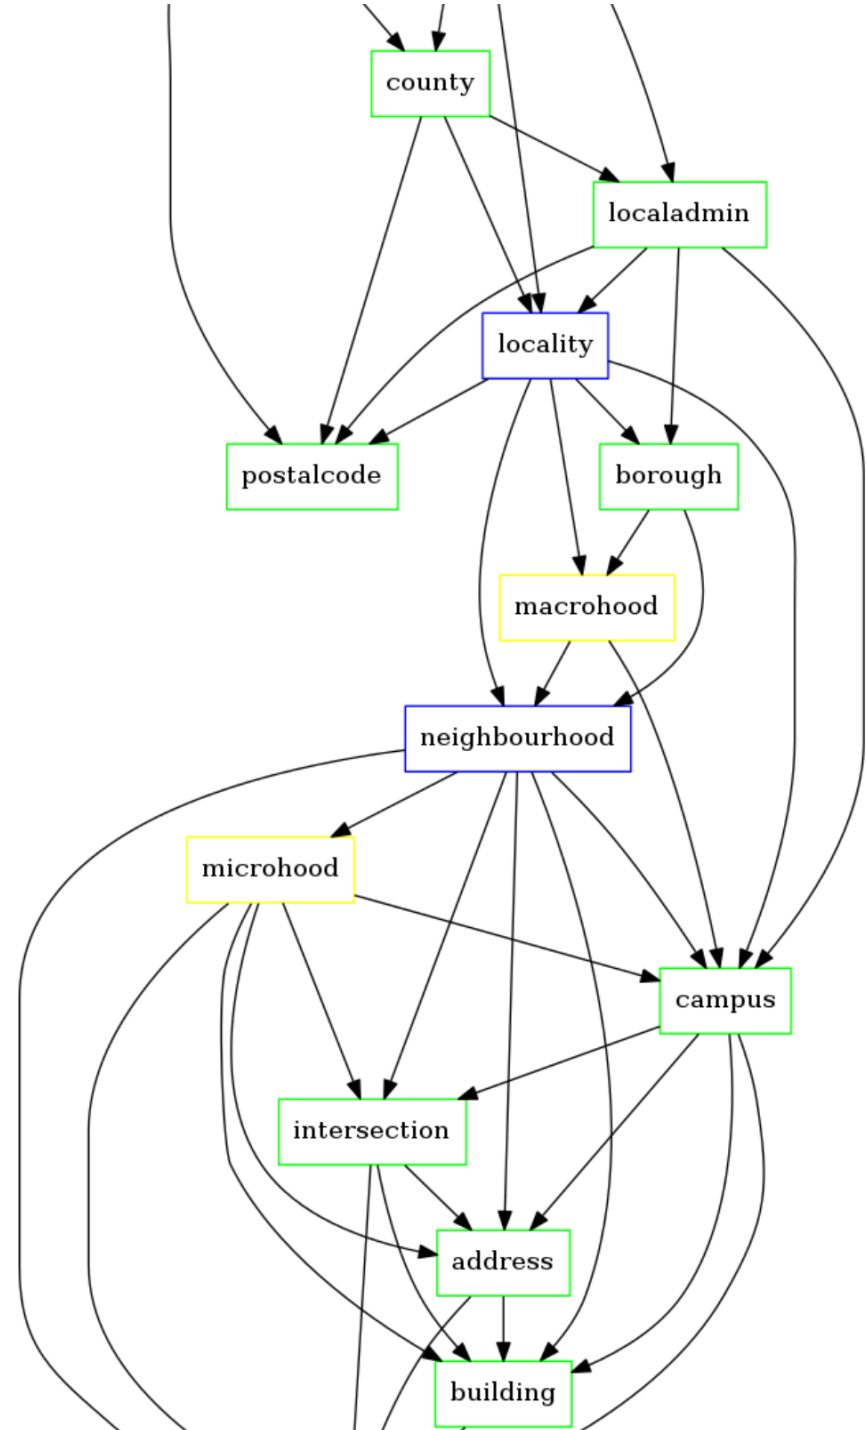 county
localadmin
locality
postalcode
borough
macrohood
neighbourhood
microhood
campus
intersection
address
building